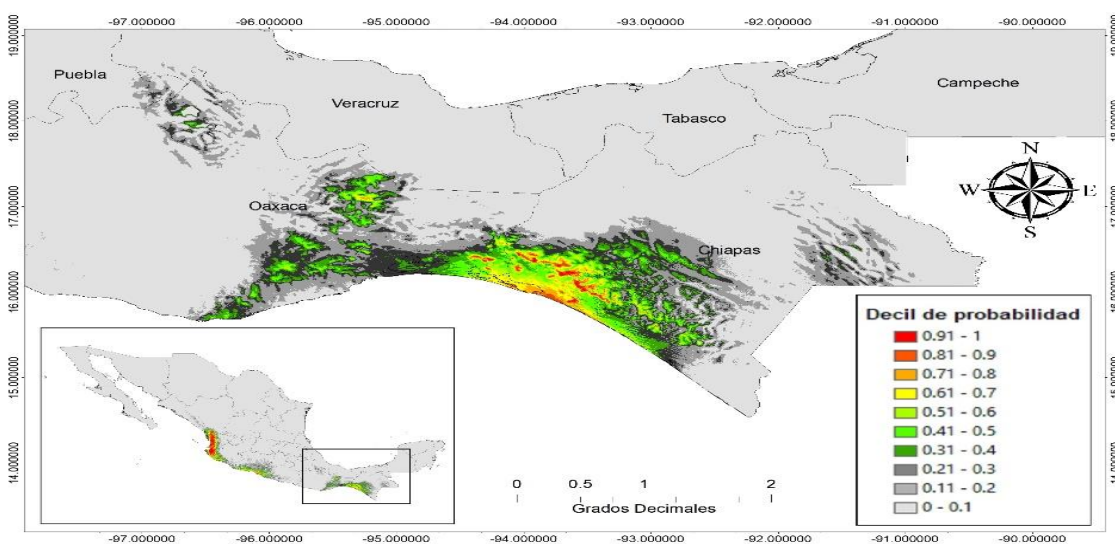 -97.000000 -96.000000 -95.000000 -94.000000 -93.000000 -92.000000 -91.000000 -90.000000
19.000000
18.000000
17.000000
16.000000
15.000000
14.000000
Puebla
Veracruz
Tabasco
Campeche
Oaxaca
Chiapas
N
W E
S
Decil de probabilidad
0.91 - 1
0.81 - 0.9
0.71 - 0.8
0.61 - 0.7
0.51 - 0.6
0.41 - 0.5
0.31 - 0.4
0.21 - 0.3
0.11 - 0.2
0 - 0.1
0 0.5 1 2
Grados Decimales
-97.000000 -96.000000 -95.000000 -94.000000 -93.000000 -92.000000 -91.000000 -90.000000